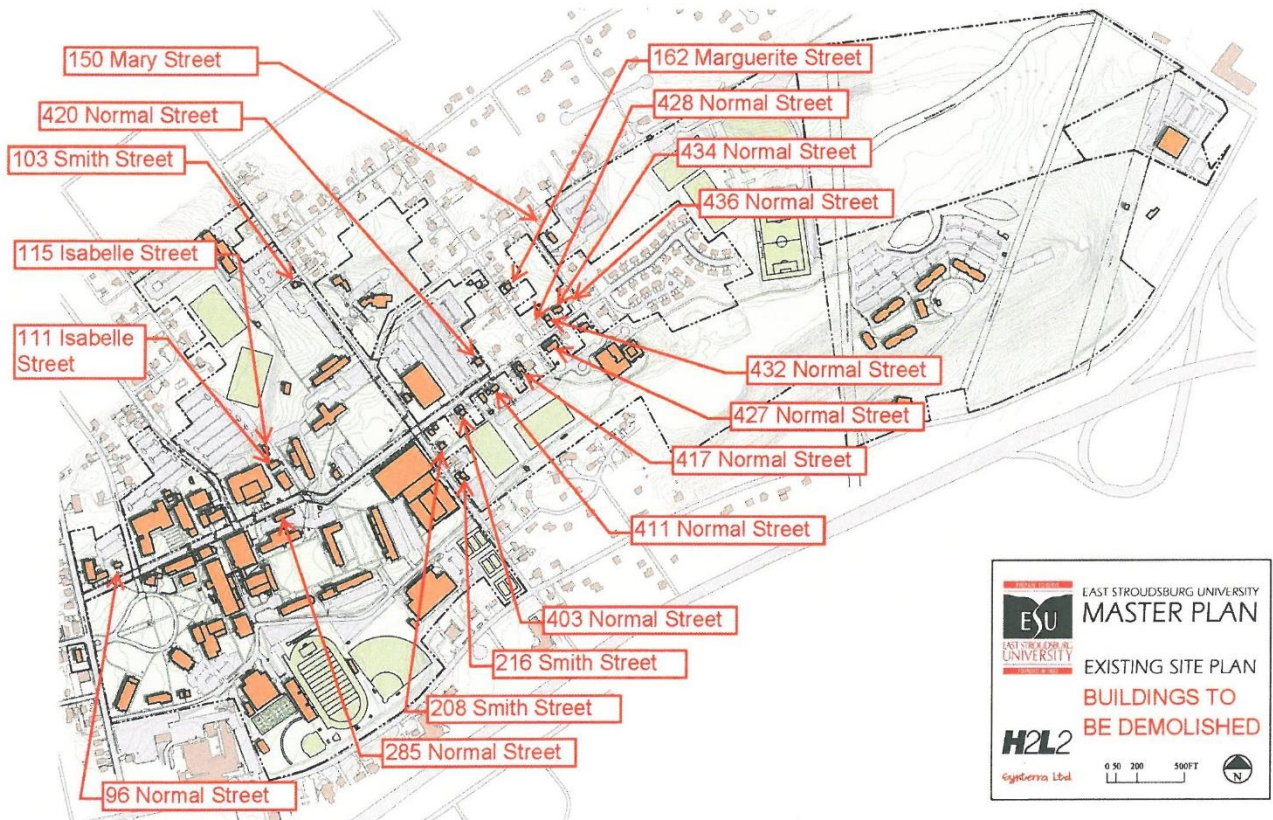 150 Mary Street
162 Marguerite Street
420 Normal Street
428 Normal Street
103 Smith Street
434 Normal Street
436 Normal Street
115 Isabelle Street
111 Isabelle
Street
432 Normal Street
427 Normal Street
417 Normal Street
411 Normal Street
403 Normal Street
216 Smith Street
208 Smith Street
285 Normal Street
96 Normal Street
ESU
EAST STROUDSBURG
UNIVERSITY
EAST STROUDSBURG UNIVERSITY
MASTER PLAN
EXISTING SITE PLAN
BUILDINGS TO
BE DEMOLISHED
H2L2
Synterra Ltd
0 50 200 500FT
N